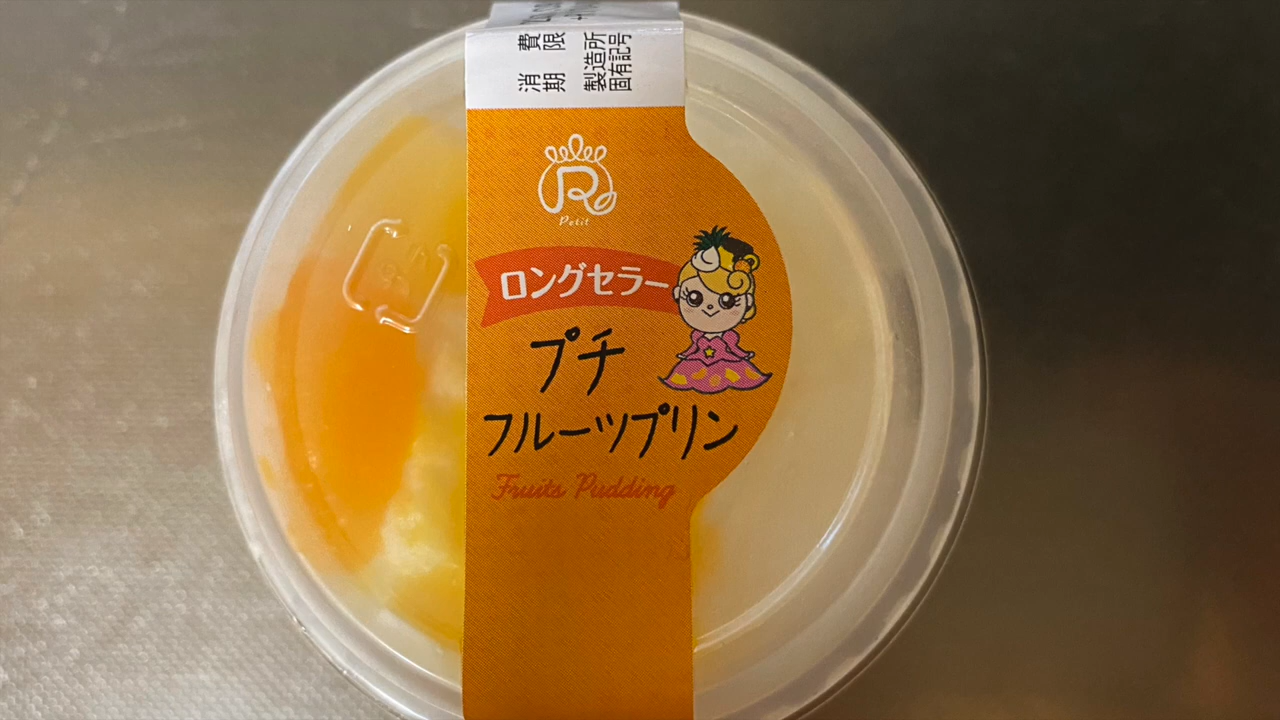 消費
期限
製造所
固有記号
R
Petit
ロングセラー
プチ
フルーツプリン
Fruits Pudding